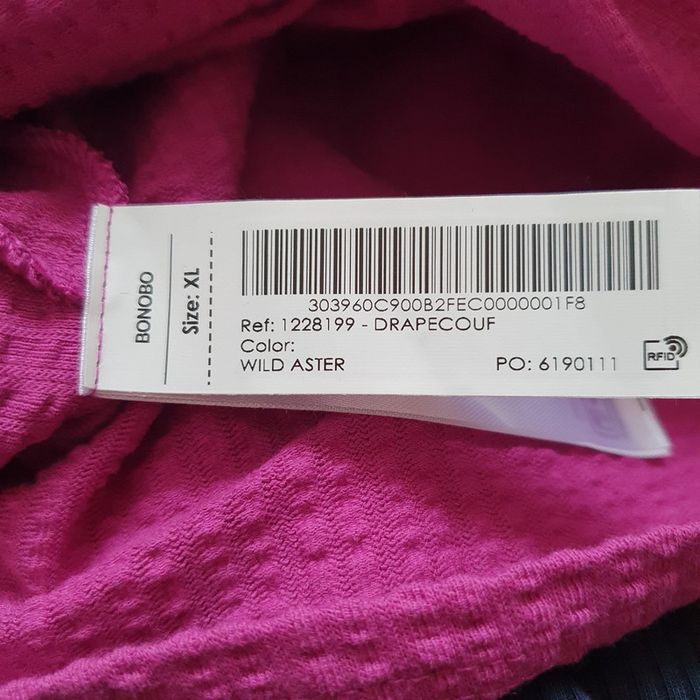 BONOBO
Size: XL
303960C900B2FEC0000001F8
Ref: 1228199 - DRAPECOUF
Color:
WILD ASTER
PO: 6190111
RFID